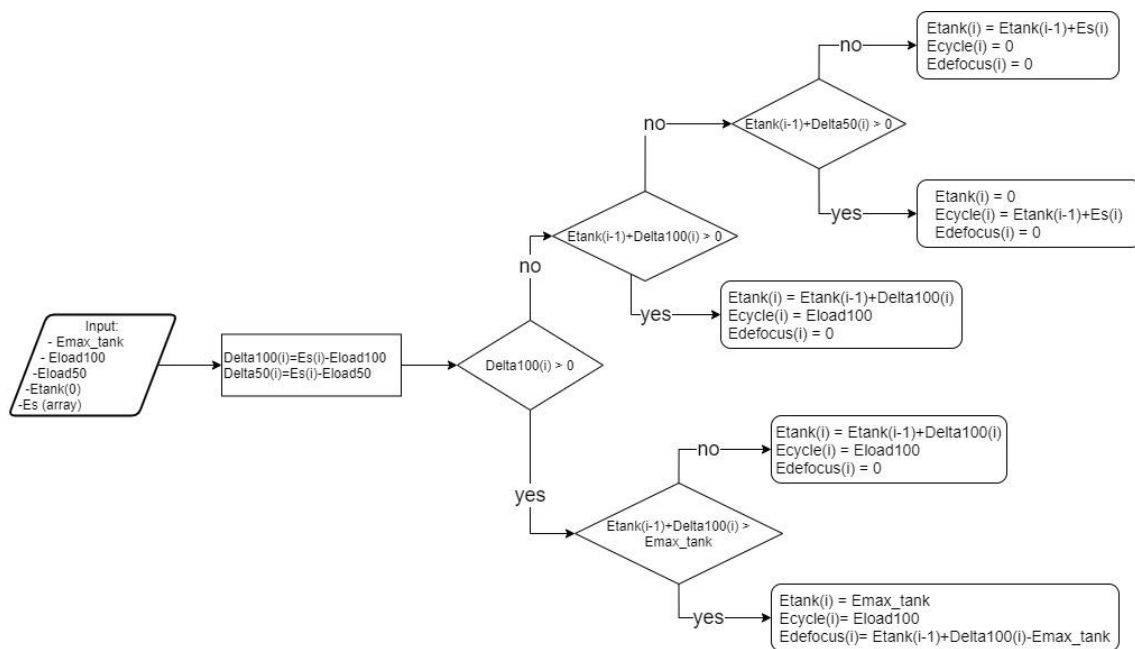 Input:
- Emax_tank
- Eload100
-Eload50
-Etank(0)
-Es (array)
Delta100(i)=Es(i)-Eload100
Delta50(i)=Es(i)-Eload50
Delta100(i) > 0
no
Etank(i-1)+Delta100(i) > 0
no
Etank(i-1)+Delta50(i) > 0
no
Etank(i) = Etank(i-1)+Es(i)
Ecycle(i) = 0
Edefocus(i) = 0
yes
Etank(i) = 0
Ecycle(i) = Etank(i-1)+Es(i)
Edefocus(i) = 0
yes
Etank(i) = Etank(i-1)+Delta100(i)
Ecycle(i) = Eload100
Edefocus(i) = 0
yes
Etank(i-1)+Delta100(i) >
Emax_tank
no
Etank(i) = Etank(i-1)+Delta100(i)
Ecycle(i) = Eload100
Edefocus(i) = 0
yes
Etank(i) = Emax_tank
Ecycle(i)= Eload100
Edefocus(i)= Etank(i-1)+Delta100(i)-Emax_tank